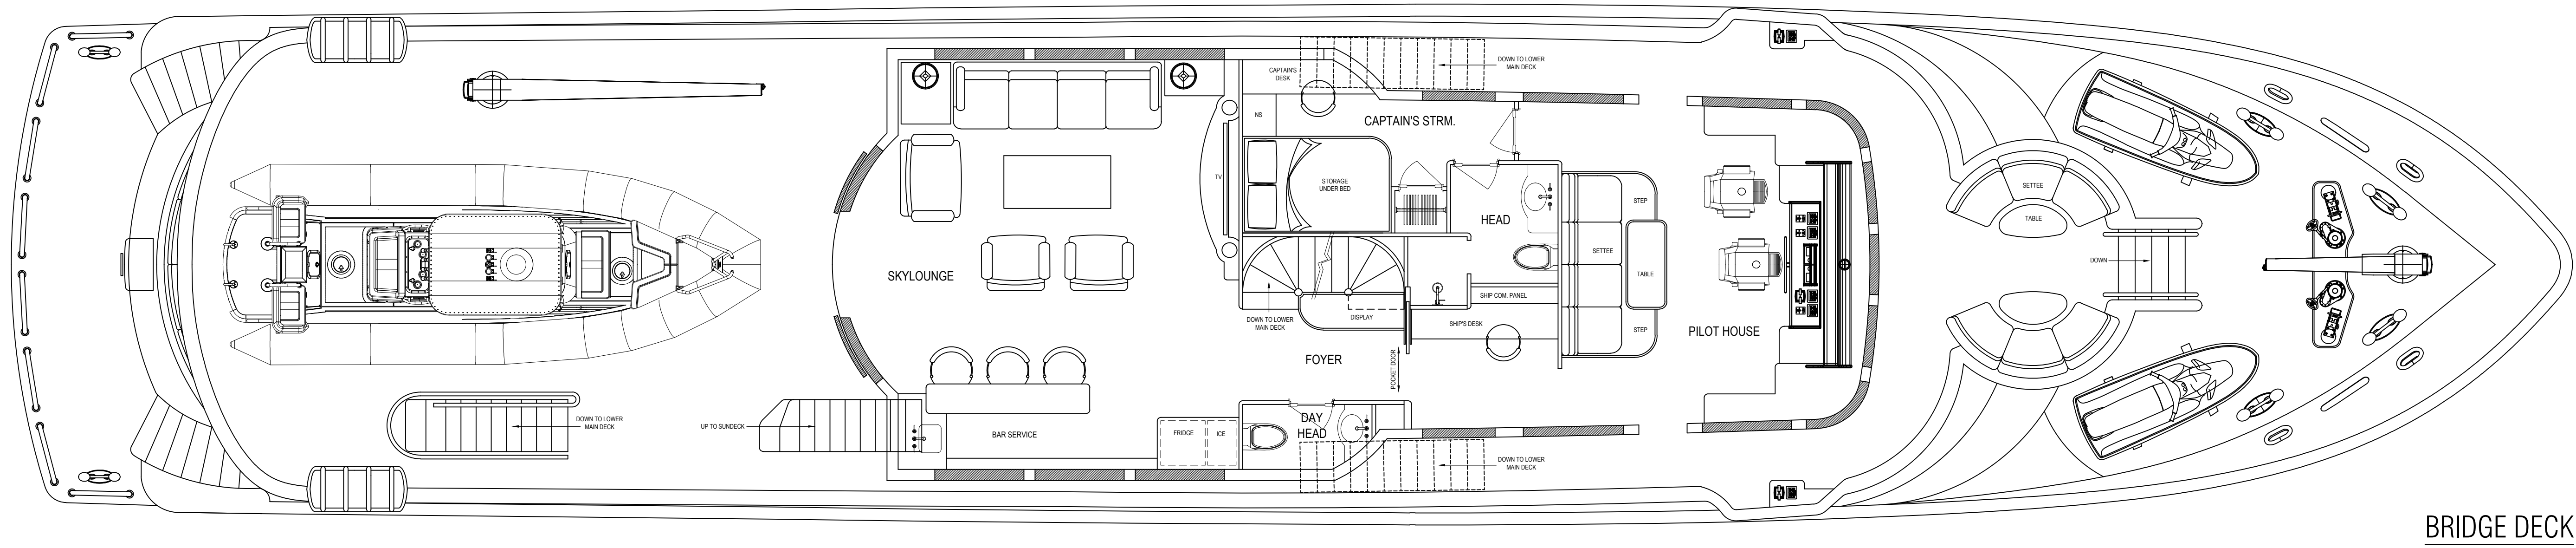 DOWN TO LOWER
MAIN DECK
UP TO SUNDECK
SKYLOUNGE
BAR SERVICE
FRIDGE
ICE
TV
CAPTAIN'S
DESK
NS
CAPTAIN'S STRM.
DOWN TO LOWER
MAIN DECK
STORAGE
UNDER BED
HEAD
DOWN TO LOWER
MAIN DECK
DISPLAY
SHIP COM. PANEL
SHIP'S DESK
FOYER
POCKET DOOR
DAY
HEAD
DOWN TO LOWER
MAIN DECK
STEP
SETTEE
TABLE
STEP
PILOT HOUSE
SETTEE
TABLE
DOWN
BRIDGE DECK